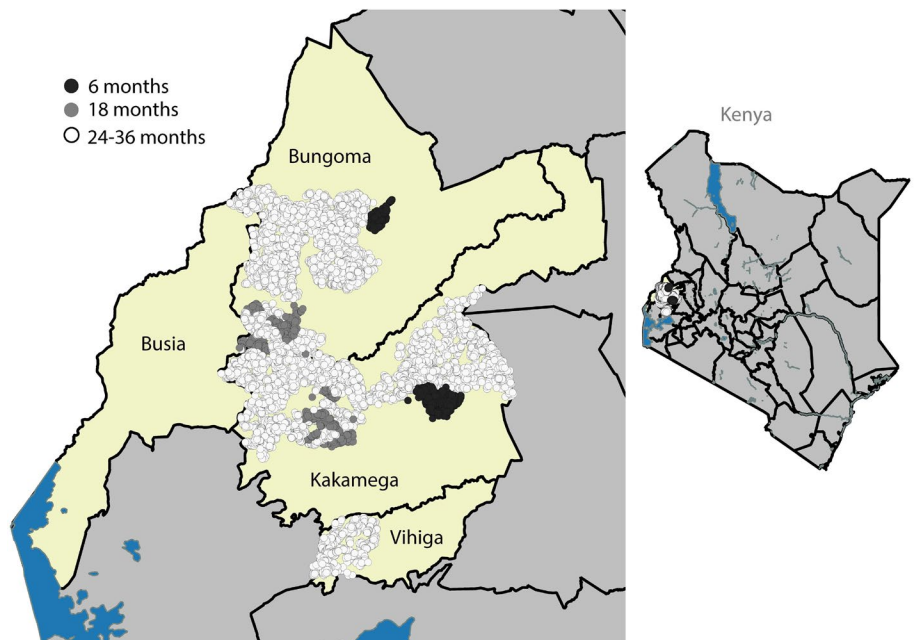 6 months
18 months
24-36 months
Kenya
Bungoma
Busia
Kakamega
Vihiga